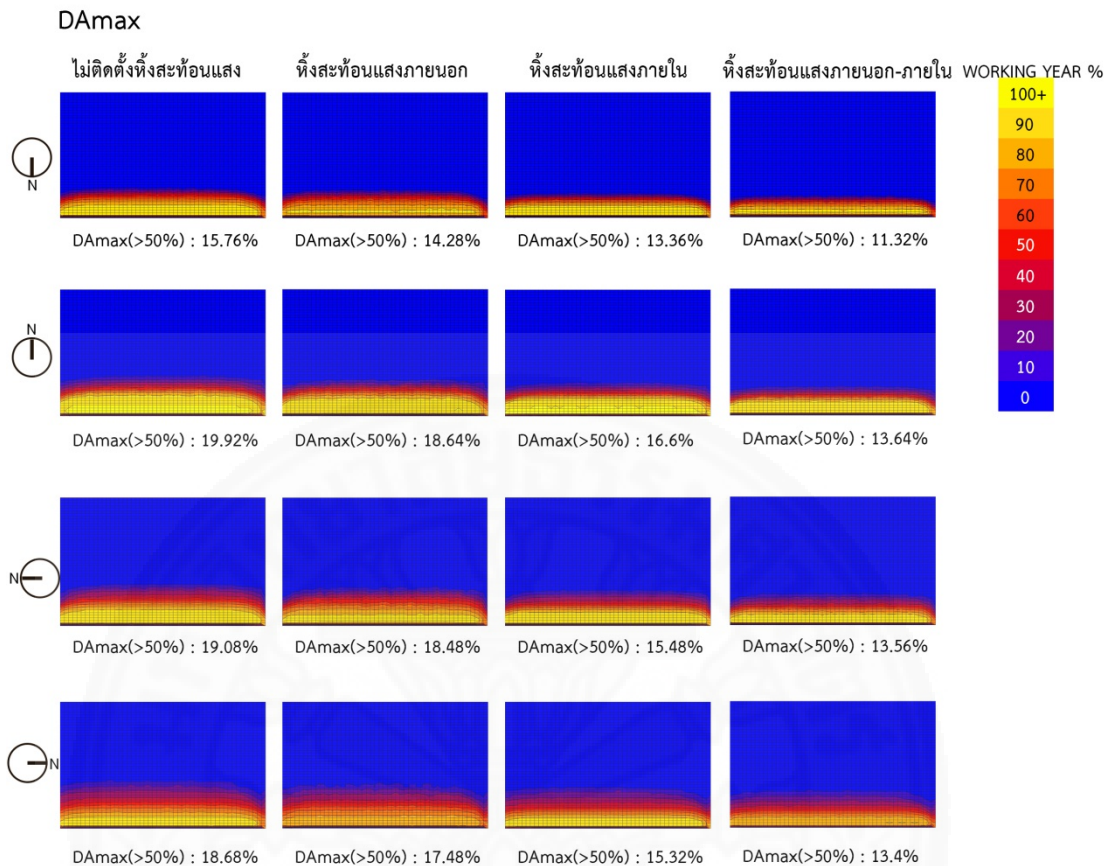 DAmax
ไม่ติดตั้งหิ้งสะท้อนแสง หิ้งสะท้อนแสงภายนอก หิ้งสะท้อนแสงภายใน หิ้งสะท้อนแสงภายนอก-ภายใน WORKING YEAR %
100+
90
80
70
60
50
40
30
20
10
0
N
DAmax(>50%) : 15.76% DAmax(>50%) : 14.28% DAmax(>50%) : 13.36% DAmax(>50%) : 11.32%
N
DAmax(>50%) : 19.92% DAmax(>50%) : 18.64% DAmax(>50%) : 16.6% DAmax(>50%) : 13.64%
N
DAmax(>50%) : 19.08% DAmax(>50%) : 18.48% DAmax(>50%) : 15.48% DAmax(>50%) : 13.56%
N
DAmax(>50%) : 18.68% DAmax(>50%) : 17.48% DAmax(>50%) : 15.32% DAmax(>50%) : 13.4%